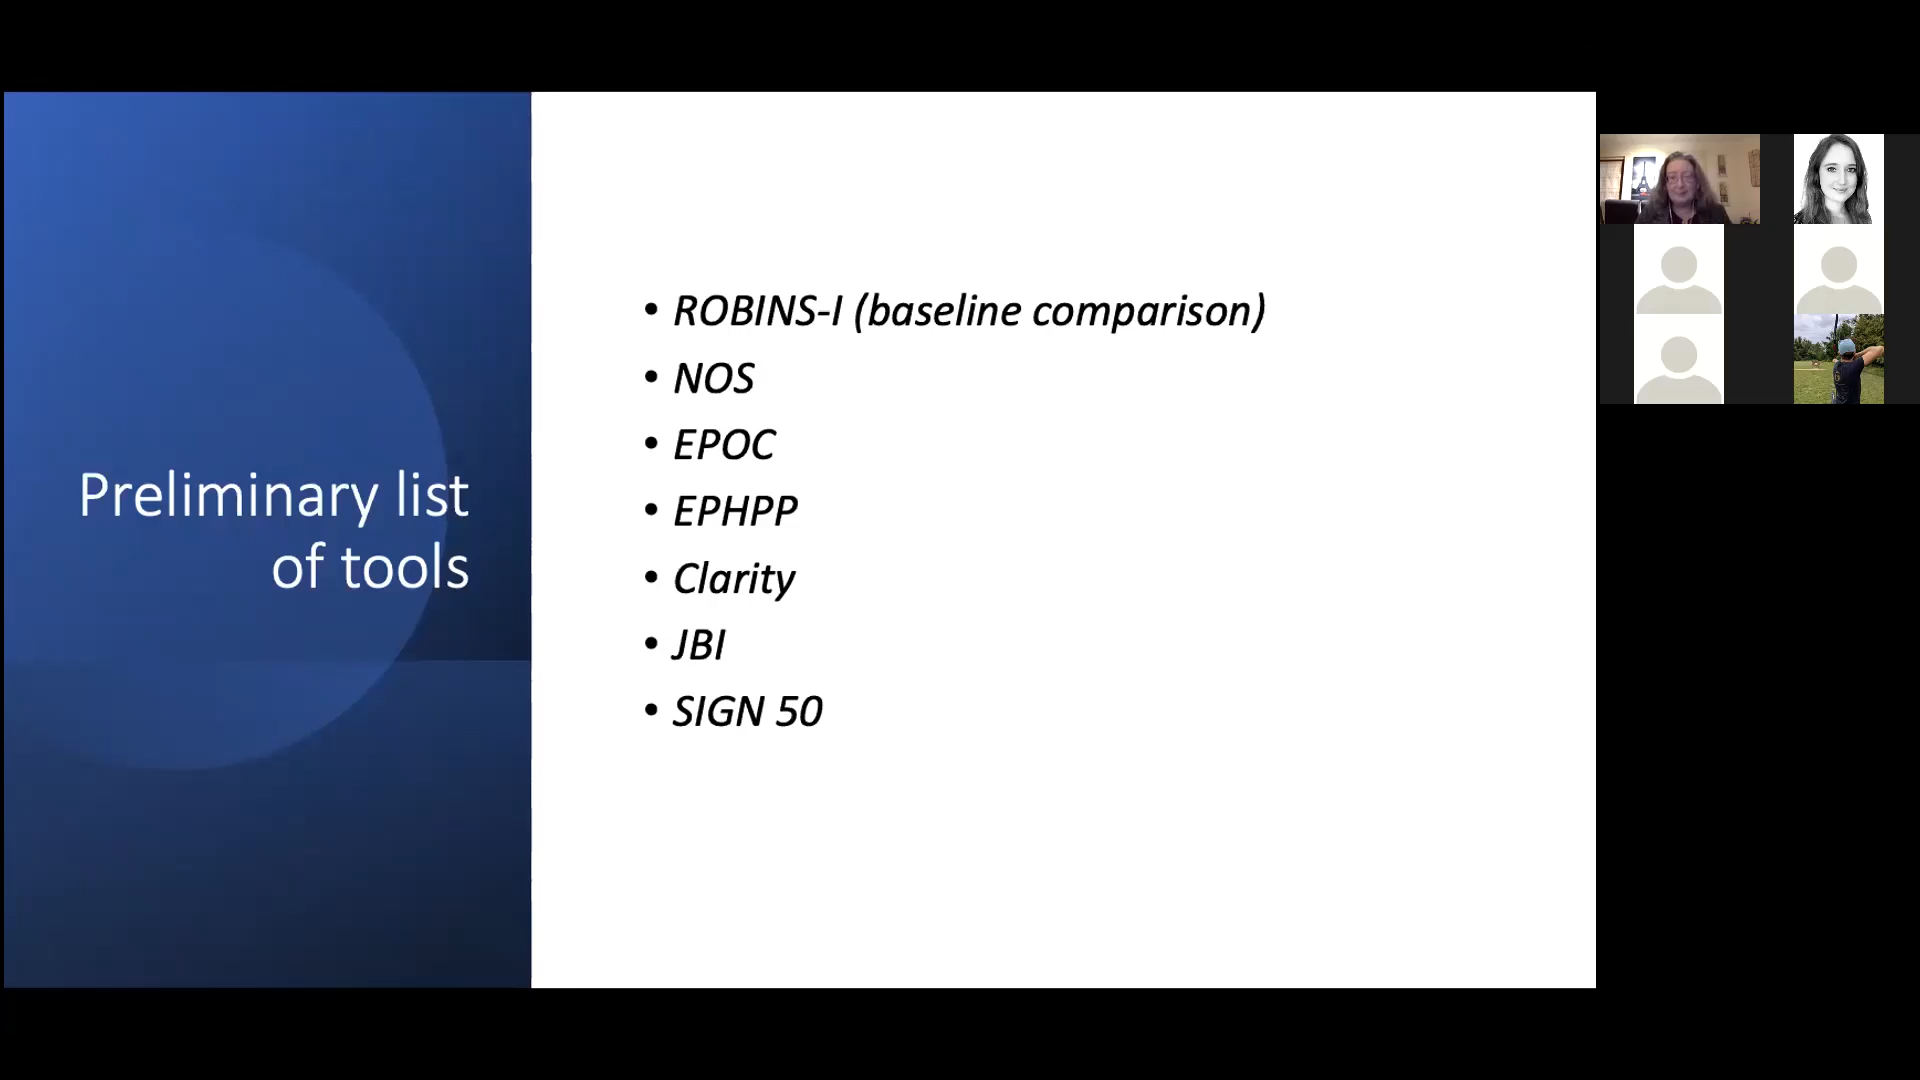 Preliminary list
of tools
• ROBINS-I (baseline comparison)
• NOS
• EPOC
• EPHPP
• Clarity
• JBI
• SIGN 50